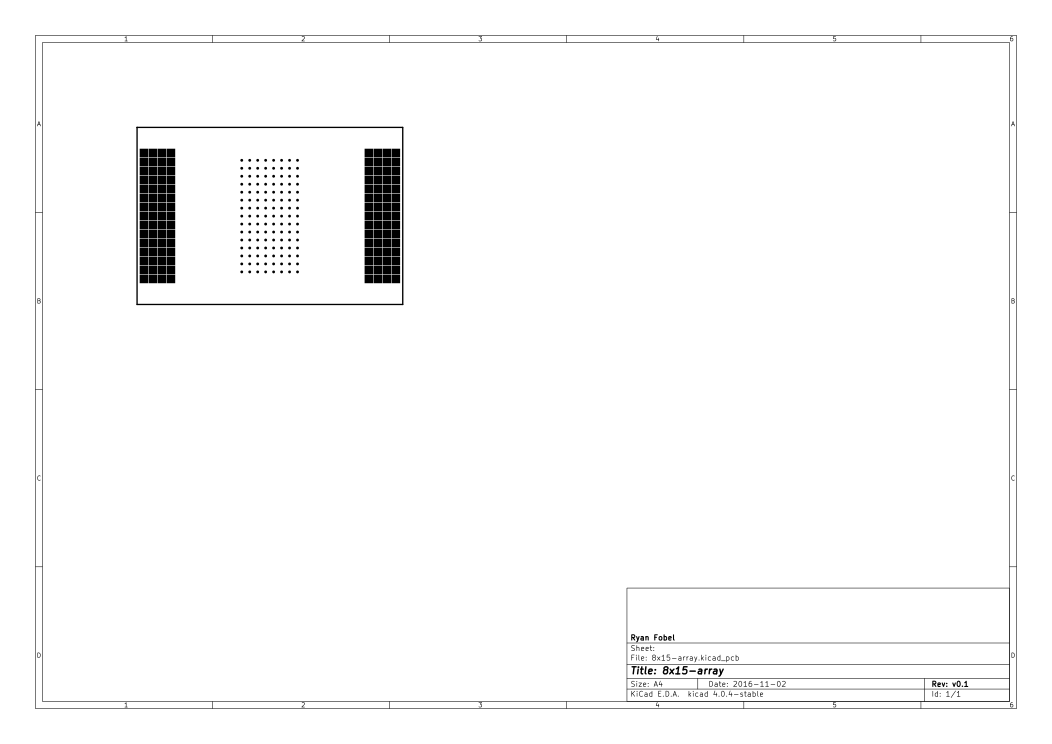 1 2 3 4 5 6
A A
B B
C C
D D
Ryan Fobel
Sheet:
File: 8x15-array.kicad_pcb
Title: 8x15-array
Size: A4 Date: 2016-11-02 Rev: v0.1
KiCad E.D.A. kicad 4.0.4-stable Id: 1/1
1 2 3 4 5 6